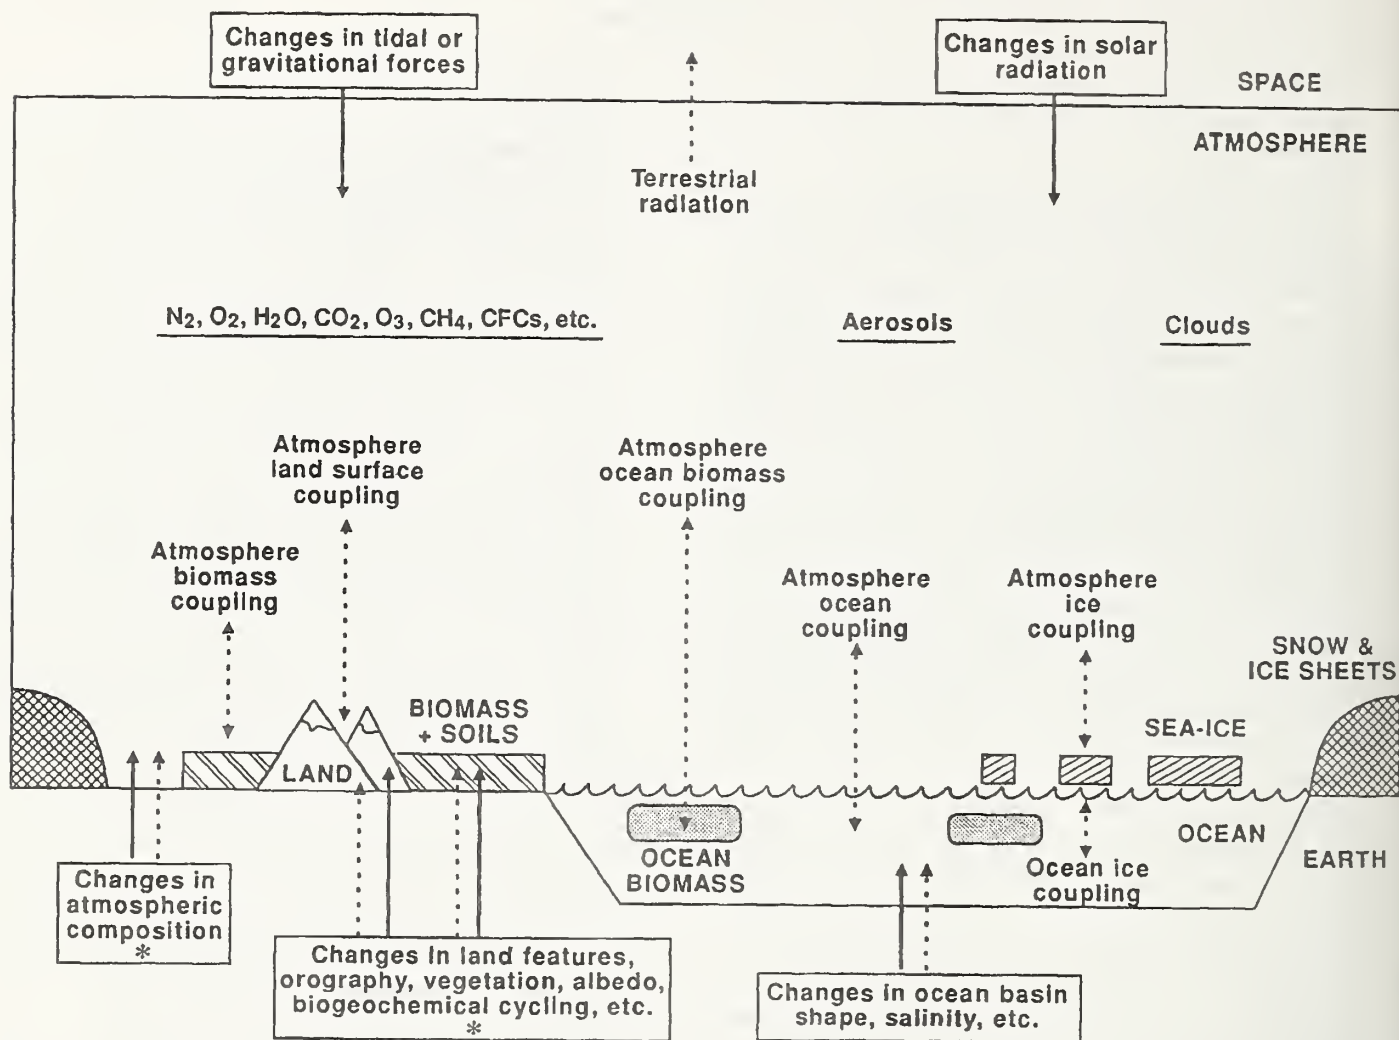 Changes in tidal or
gravitational forces
Changes in solar
radiation
SPACE
ATMOSPHERE
Terrestrial
radiation
N₂, O₂, H₂O, CO₂, O₃, CH₄, CFCs, etc.
Aerosols
Clouds
Atmosphere
land surface
coupling
Atmosphere
ocean biomass
coupling
Atmosphere
biomass
coupling
Atmosphere
ocean
coupling
Atmosphere
ice
coupling
SNOW &
ICE SHEETS
BIOMASS
+ SOILS
SEA-ICE
LAND
OCEAN
OCEAN
BIOMASS
EARTH
Ocean ice
coupling
Changes in
atmospheric
composition
*
Changes in land features,
orography, vegetation, albedo,
biogeochemical cycling, etc.
*
Changes in ocean basin
shape, salinity, etc.